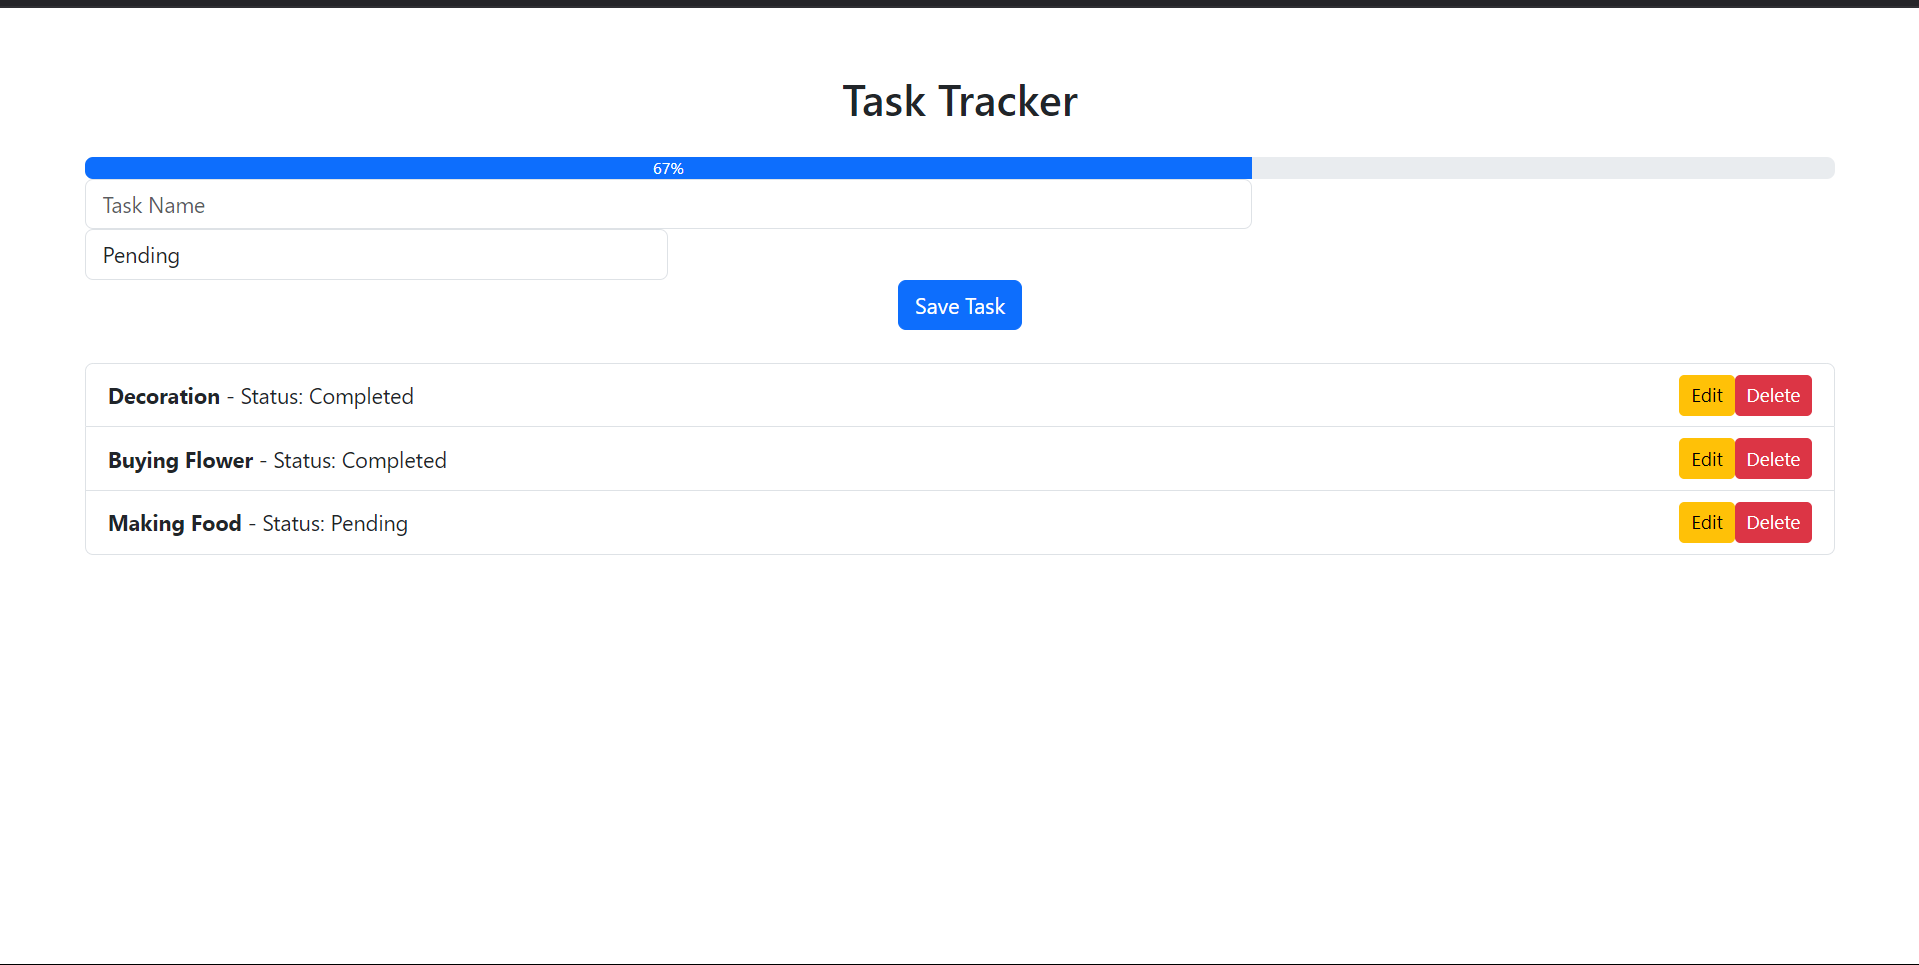 Task Tracker
67%
Task Name
Pending
Save Task
Decoration - Status: Completed Edit Delete
Buying Flower - Status: Completed Edit Delete
Making Food - Status: Pending Edit Delete